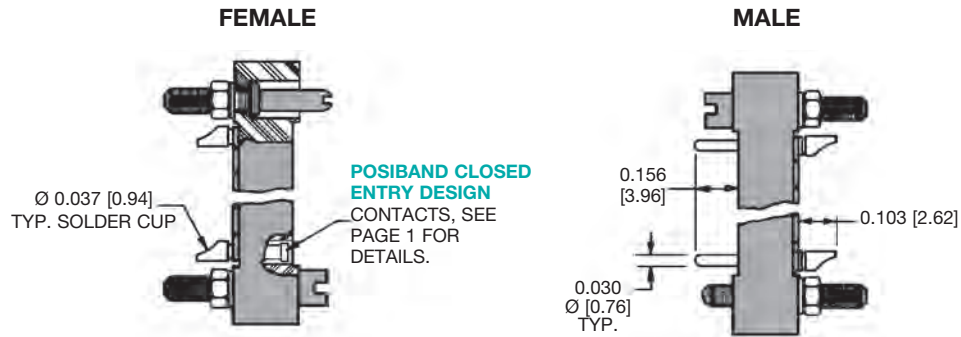 FEMALE
MALE
POSIBAND CLOSED
ENTRY DESIGN
CONTACTS, SEE
PAGE 1 FOR
DETAILS.
Ø 0.037 [0.94]
TYP. SOLDER CUP
0.156
[3.96]
0.103 [2.62]
0.030
Ø [0.76]
TYP.